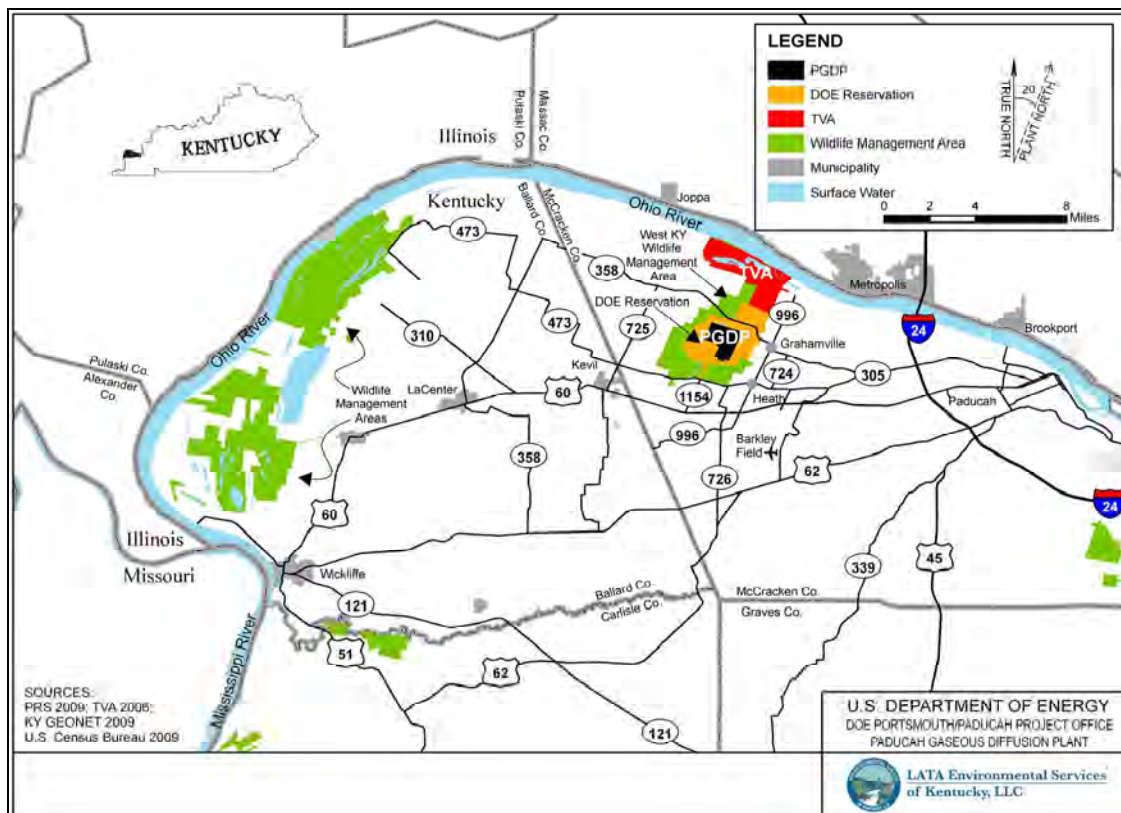 LEGEND
PGDP
DOE Reservation
TVA
Wildlife Management Area
Municipality
Surface Water
TRUE NORTH
20
PLANT NORTH
0 2 4 8
Miles
KENTUCKY
Pulaski Co.
Massac Co.
Illinois
Kentucky
Ballard Co.
McCracken Co.
Ohio River
Joppa
West KY
Wildlife
Management
Area
TVA
473
358
DOE Reservation
PGDP
996
Metropolis
24
Brookport
Grahamville
310
473
725
Ohio River
Pulaski Co.
Alexander
Co.
Kevil
724
305
LaCenter
60
1154
Heath
Paducah
Wildlife
Management
Areas
996
Barkley
Field
358
726
62
60
24
Illinois
Missouri
Wickliffe
339
45
121
Ballard Co.
Carlisle Co.
McCracken Co.
Graves Co.
51
62
Mississippi River
121
SOURCES:
PRS 2009; TVA 2006;
KY GEONET 2009
U.S. Census Bureau 2009
U.S. DEPARTMENT OF ENERGY
DOE PORTSMOUTH/PADUCAH PROJECT OFFICE
PADUCAH GASEOUS DIFFUSION PLANT
LATA Environmental Services
of Kentucky, LLC